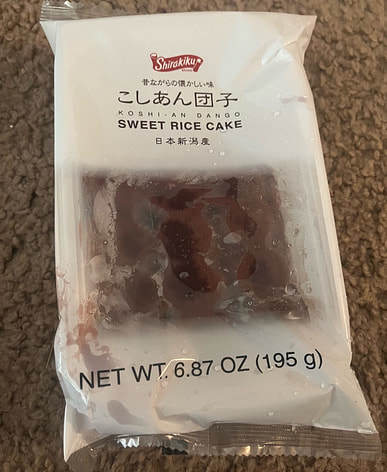 Shirakiku
昔ながらの懐かしい味
こしあん団子
KOSHI-AN DANGO
SWEET RICE CAKE
日本新潟産
NET WT. 6.87 OZ (195 g)